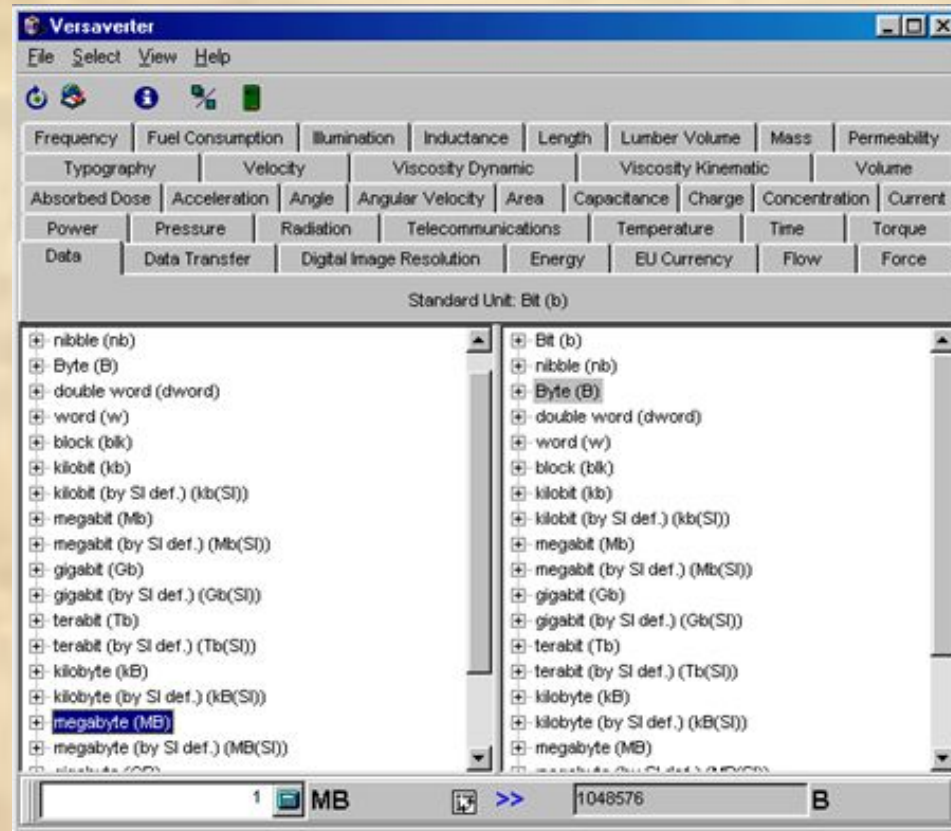 Versaverter
File Select View Help
Frequency Fuel Consumption Illumination Inductance Length Lumber Volume Mass Permeability
Typography Velocity Viscosity Dynamic Viscosity Kinematic Volume
Absorbed Dose Acceleration Angle Angular Velocity Area Capacitance Charge Concentration Current
Power Pressure Radiation Telecommunications Temperature Time Torque
Data Data Transfer Digital Image Resolution Energy EU Currency Flow Force
Standard Unit: Bit (b)
nibble (nb)
Byte (B)
double word (dword)
word (w)
block (blk)
kilobit (kb)
kilobit (by SI def.) (kb(SI))
megabit (Mb)
megabit (by SI def.) (Mb(SI))
gigabit (Gb)
gigabit (by SI def.) (Gb(SI))
terabit (Tb)
terabit (by SI def.) (Tb(SI))
kilobyte (kB)
kilobyte (by SI def.) (kB(SI))
megabyte (MB)
megabyte (by SI def.) (MB(SI))
Bit (b)
nibble (nb)
Byte (B)
double word (dword)
word (w)
block (blk)
kilobit (kb)
kilobit (by SI def.) (kb(SI))
megabit (Mb)
megabit (by SI def.) (Mb(SI))
gigabit (Gb)
gigabit (by SI def.) (Gb(SI))
terabit (Tb)
terabit (by SI def.) (Tb(SI))
kilobyte (kB)
kilobyte (by SI def.) (kB(SI))
megabyte (MB)
1 MB >> 1048576 B